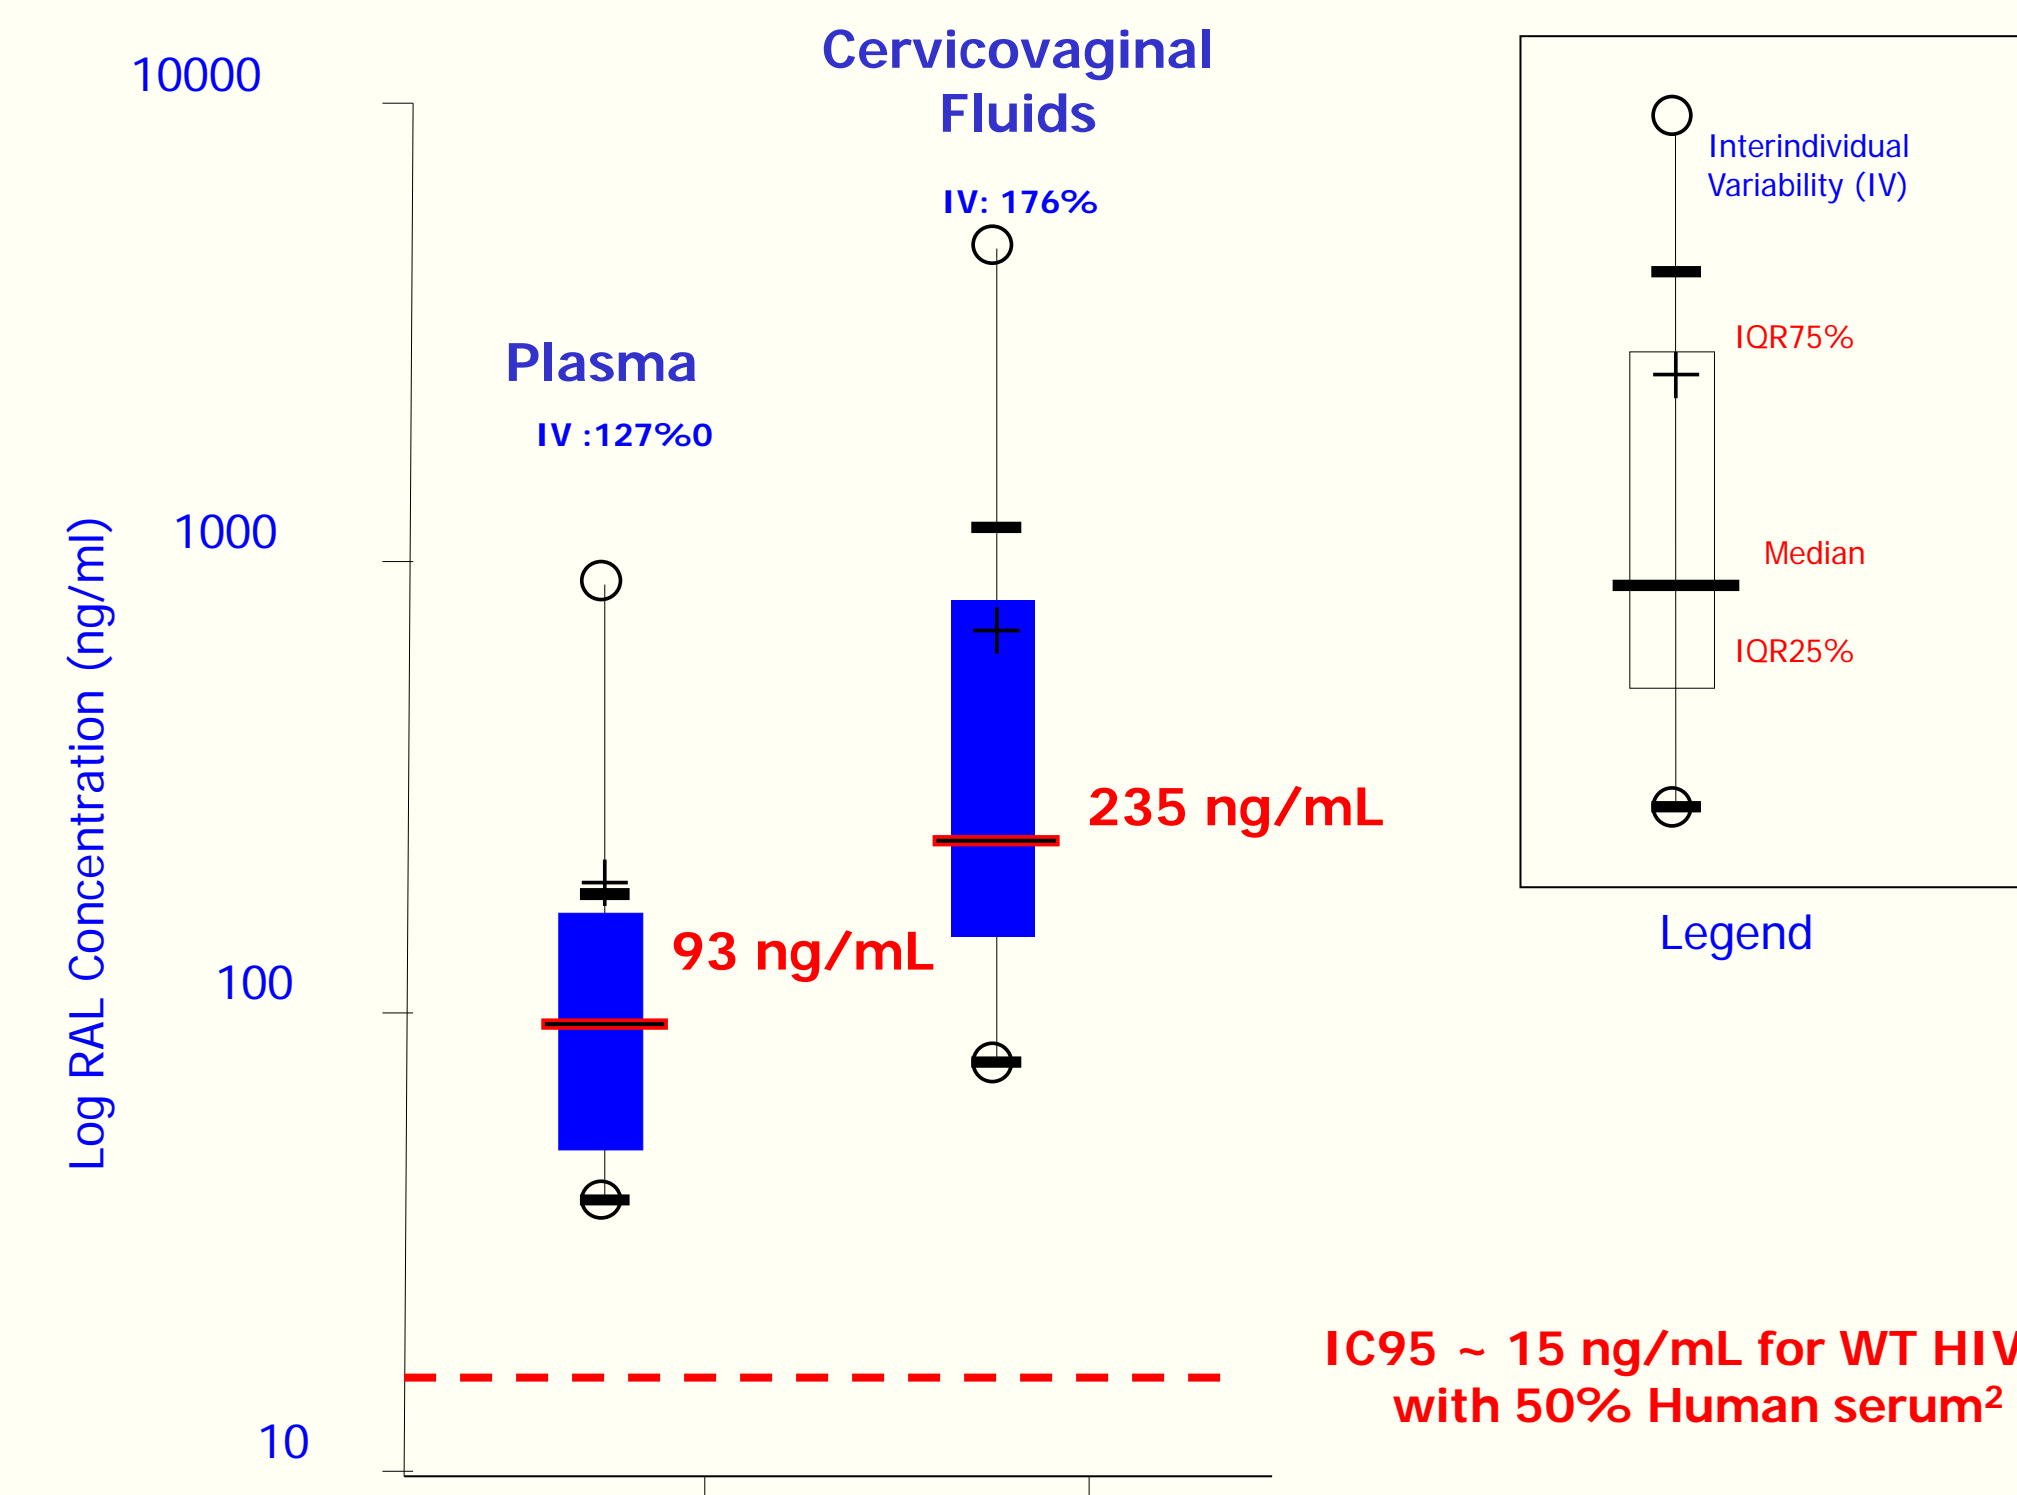 Cervicovaginal
Fluids
IV: 176%
Plasma
IV :127%0
10000
1000
100
10
Log RAL Concentration (ng/ml)
93 ng/mL
235 ng/mL
Interindividual
Variability (IV)
IQR75%
Median
IQR25%
Legend
IC95 ~ 15 ng/mL for WT HIV
with 50% Human serum²